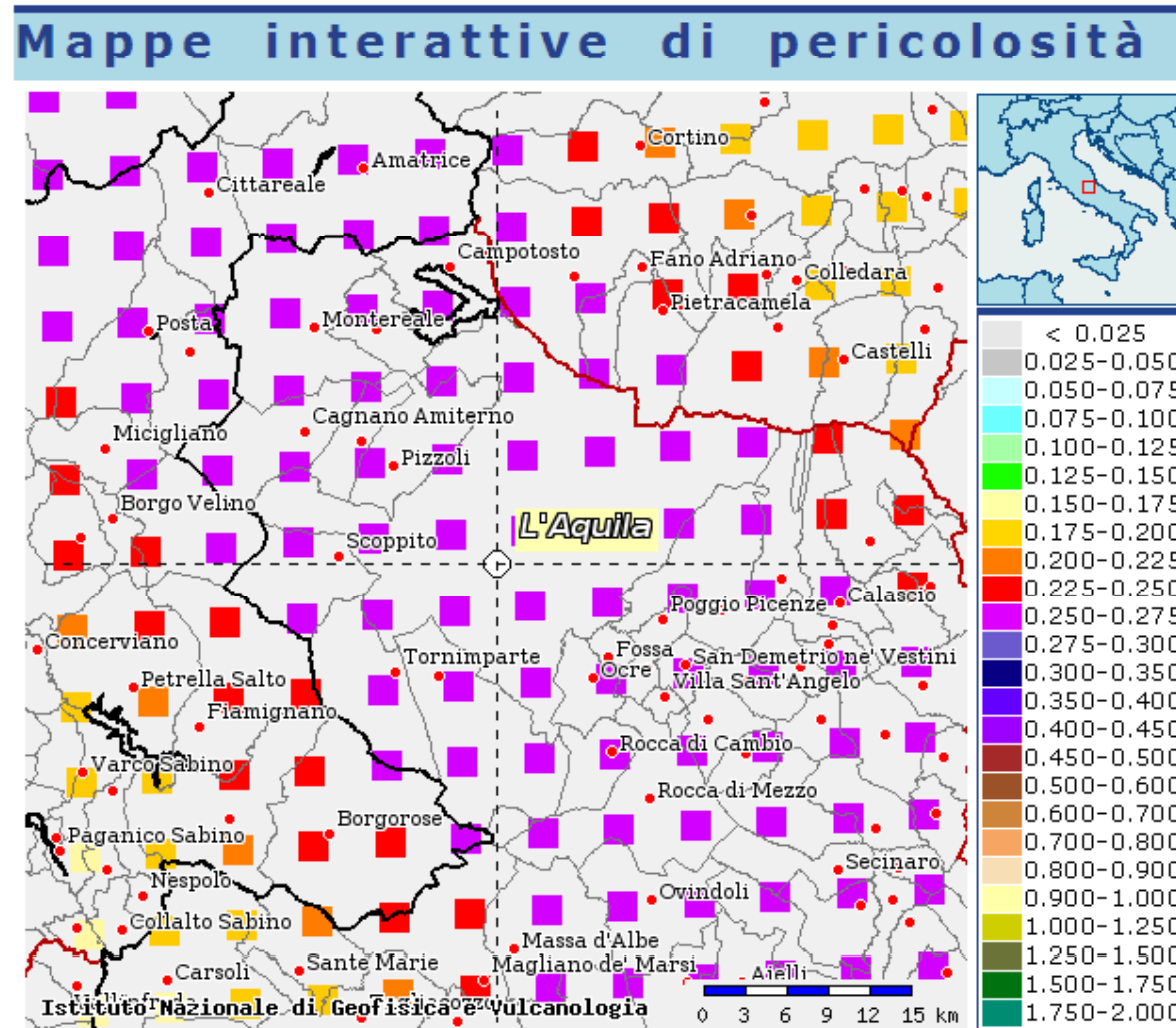 Mappe interattive di pericolosità
Cortino
Amatrice
Cittareale
Campotosto
Fano Adriano
Colledara
Pietracamela
Posta
Montereale
Castelli
Cagnano Amiterno
Micigliano
Pizzoli
Borgo Velino
L'Aquila
Scoppito
Calascio
Poggio Picenze
Concerviano
Fossa
Tornimparte
San Demetrio ne' Vestini
Ocre
Petrella Salto
Villa Sant'Angelo
Fiamignano
Rocca di Cambio
Varco Sabino
Rocca di Mezzo
Borgorose
Paganico Sabino
Secinaro
Nespolo
Ovindoli
Collalto Sabino
Massa d'Albe
Sante Marie
Magliano de' Marsi
Carsoli
Aielli
Istituto Nazionale di Geofisica e Vulcanologia
0 3 6 9 12 15 km
< 0.025
0.025-0.050
0.050-0.075
0.075-0.100
0.100-0.125
0.125-0.150
0.150-0.175
0.175-0.200
0.200-0.225
0.225-0.250
0.250-0.275
0.275-0.300
0.300-0.350
0.350-0.400
0.400-0.450
0.450-0.500
0.500-0.600
0.600-0.700
0.700-0.800
0.800-0.900
0.900-1.000
1.000-1.250
1.250-1.500
1.500-1.750
1.750-2.000